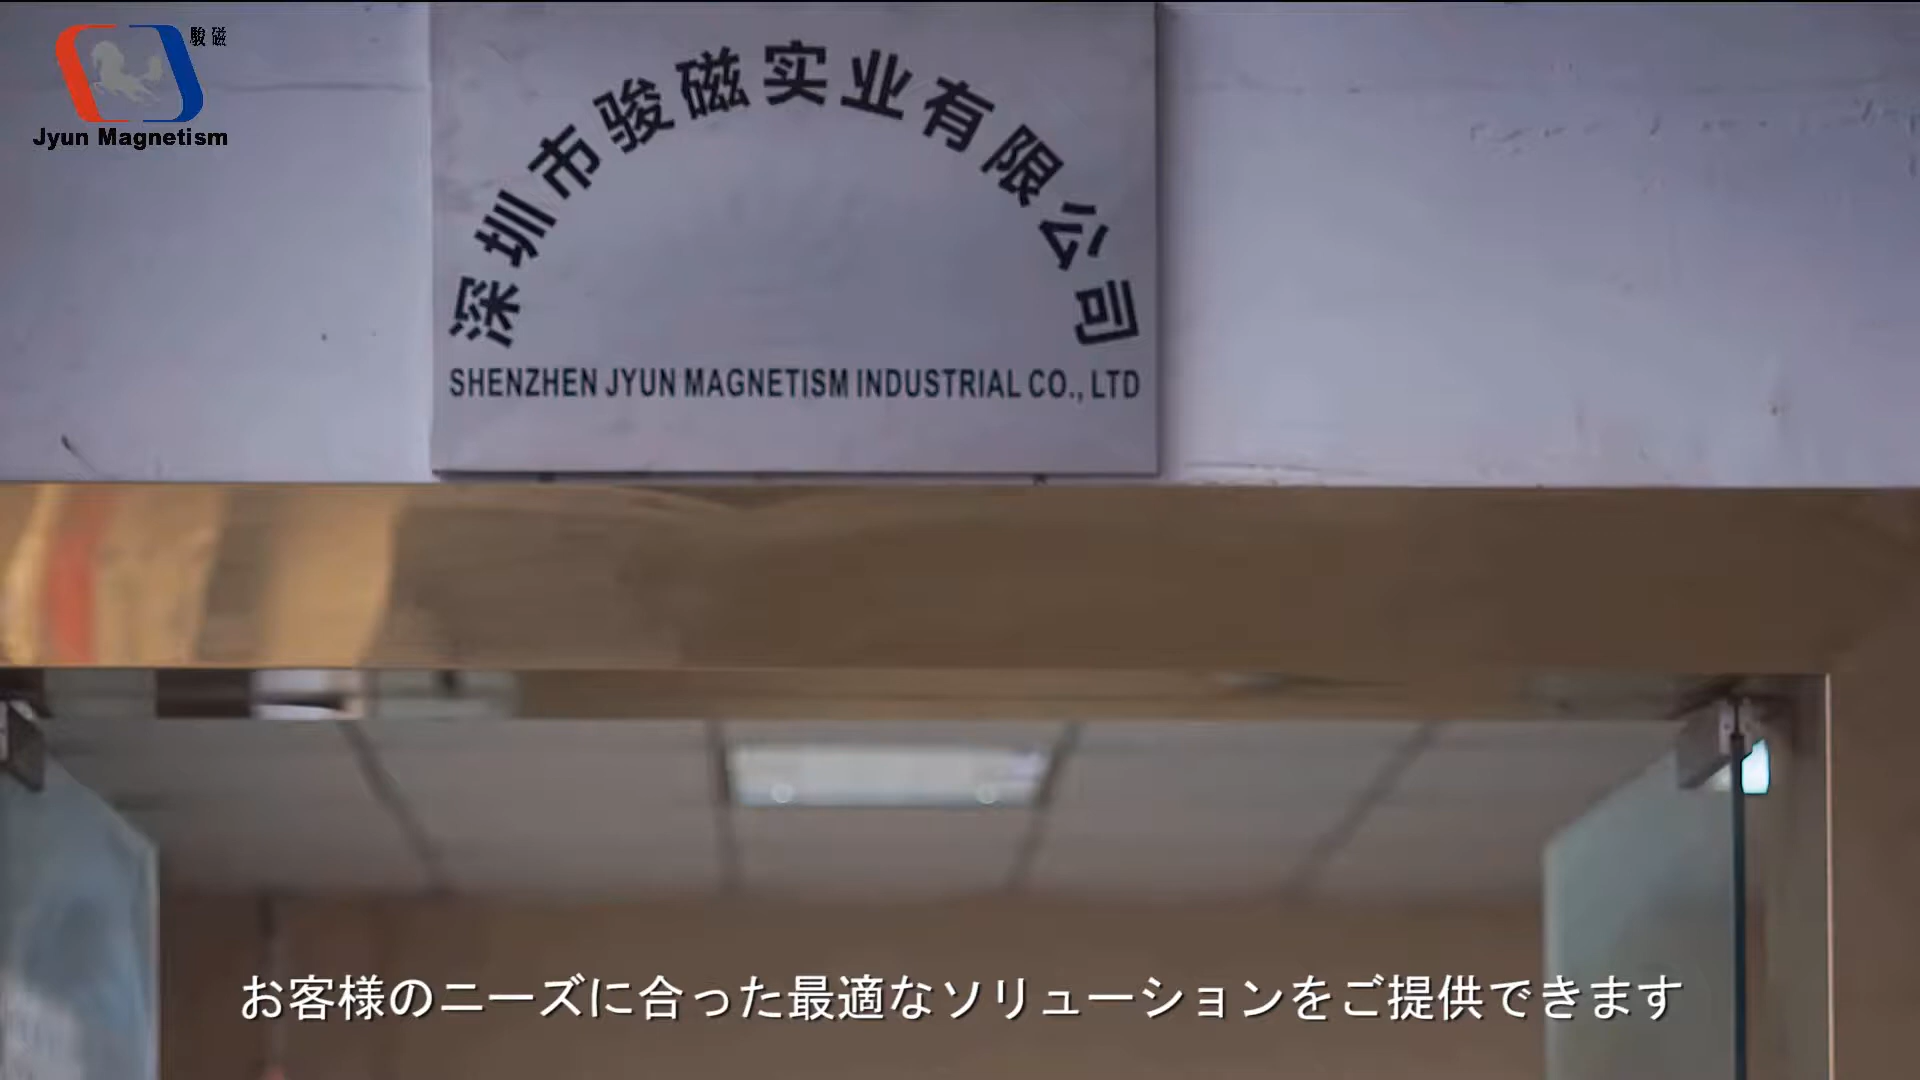 駿磁
Jyun Magnetism
深圳市骏磁实业有限公司
SHENZHEN JYUN MAGNETISM INDUSTRIAL CO., LTD
お客様のニーズに合った最適なソリューションをご提供できます